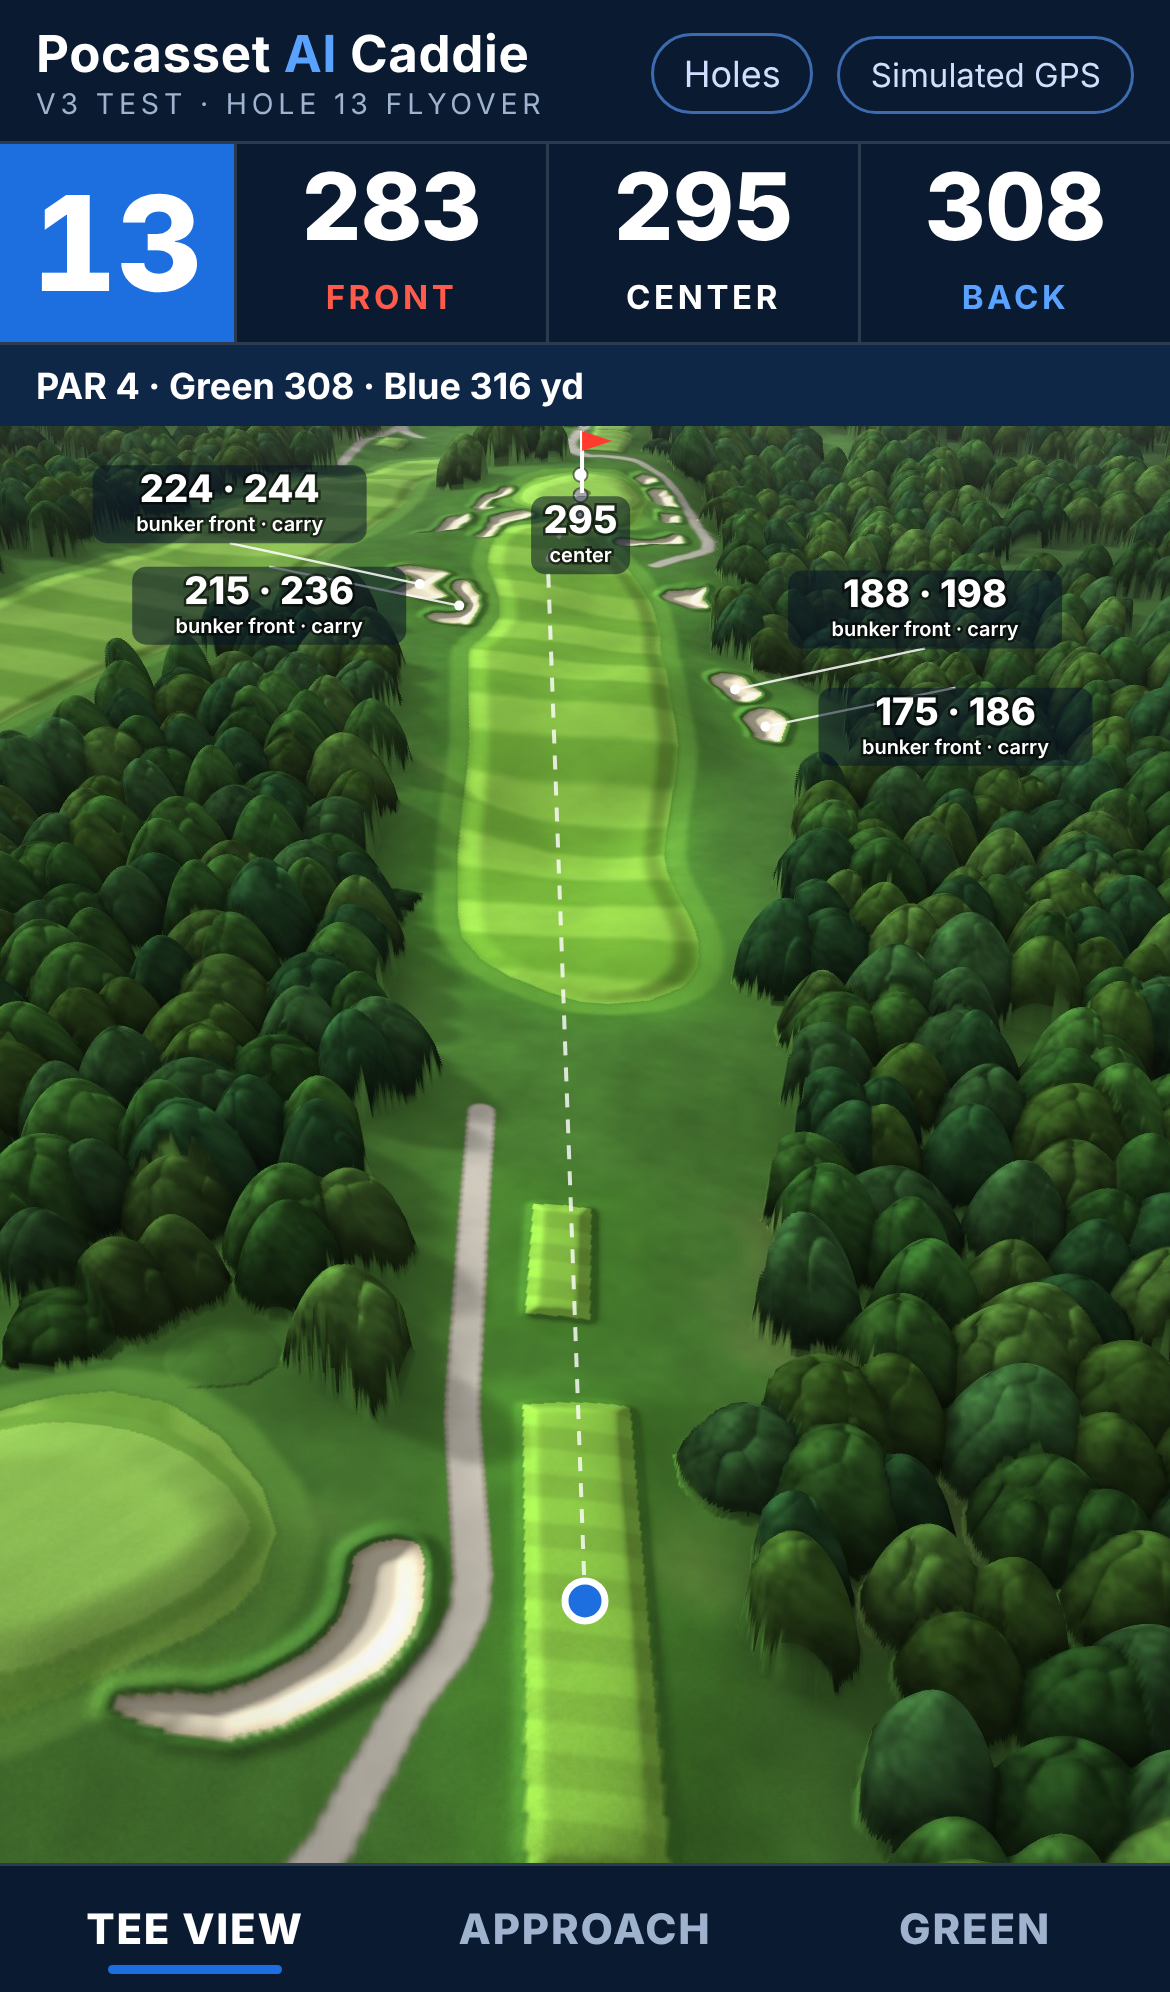 Pocasset AI Caddie
V3 TEST · HOLE 13 FLYOVER
Holes
Simulated GPS
13
283
FRONT
295
CENTER
308
BACK
PAR 4 · Green 308 · Blue 316 yd
224 · 244
bunker front · carry
295
center
215 · 236
bunker front · carry
188 · 198
bunker front · carry
175 · 186
bunker front · carry
TEE VIEW
APPROACH
GREEN